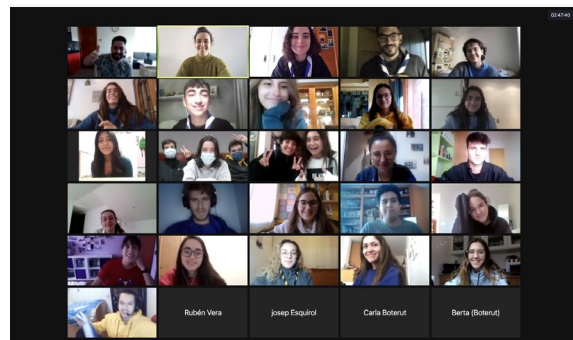 02:47:40
Rubén Vera
josep Esquirol
Carla Boterut
Berta (Boterut)